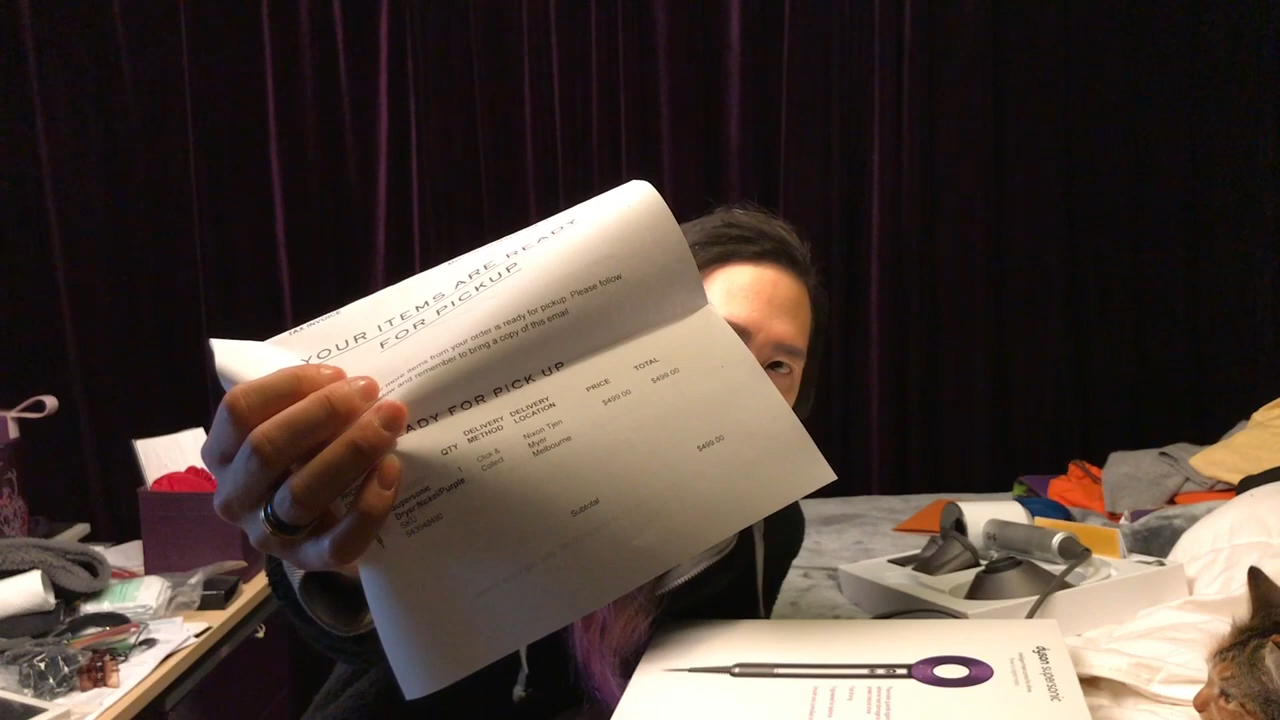 TAX INVOICE
YOUR ITEMS ARE READY
FOR PICKUP
more items from your order is ready for pickup. Please follow
and remember to bring a copy of this email
READY FOR PICK UP
QTY DELIVERY METHOD DELIVERY LOCATION PRICE TOTAL
1 Click & Collect Nixon Tjen Myer Melbourne $499.00 $499.00
Supersonic
Dryer/Nickel/Purple
SKU
Subtotal $499.00
dyson supersonic